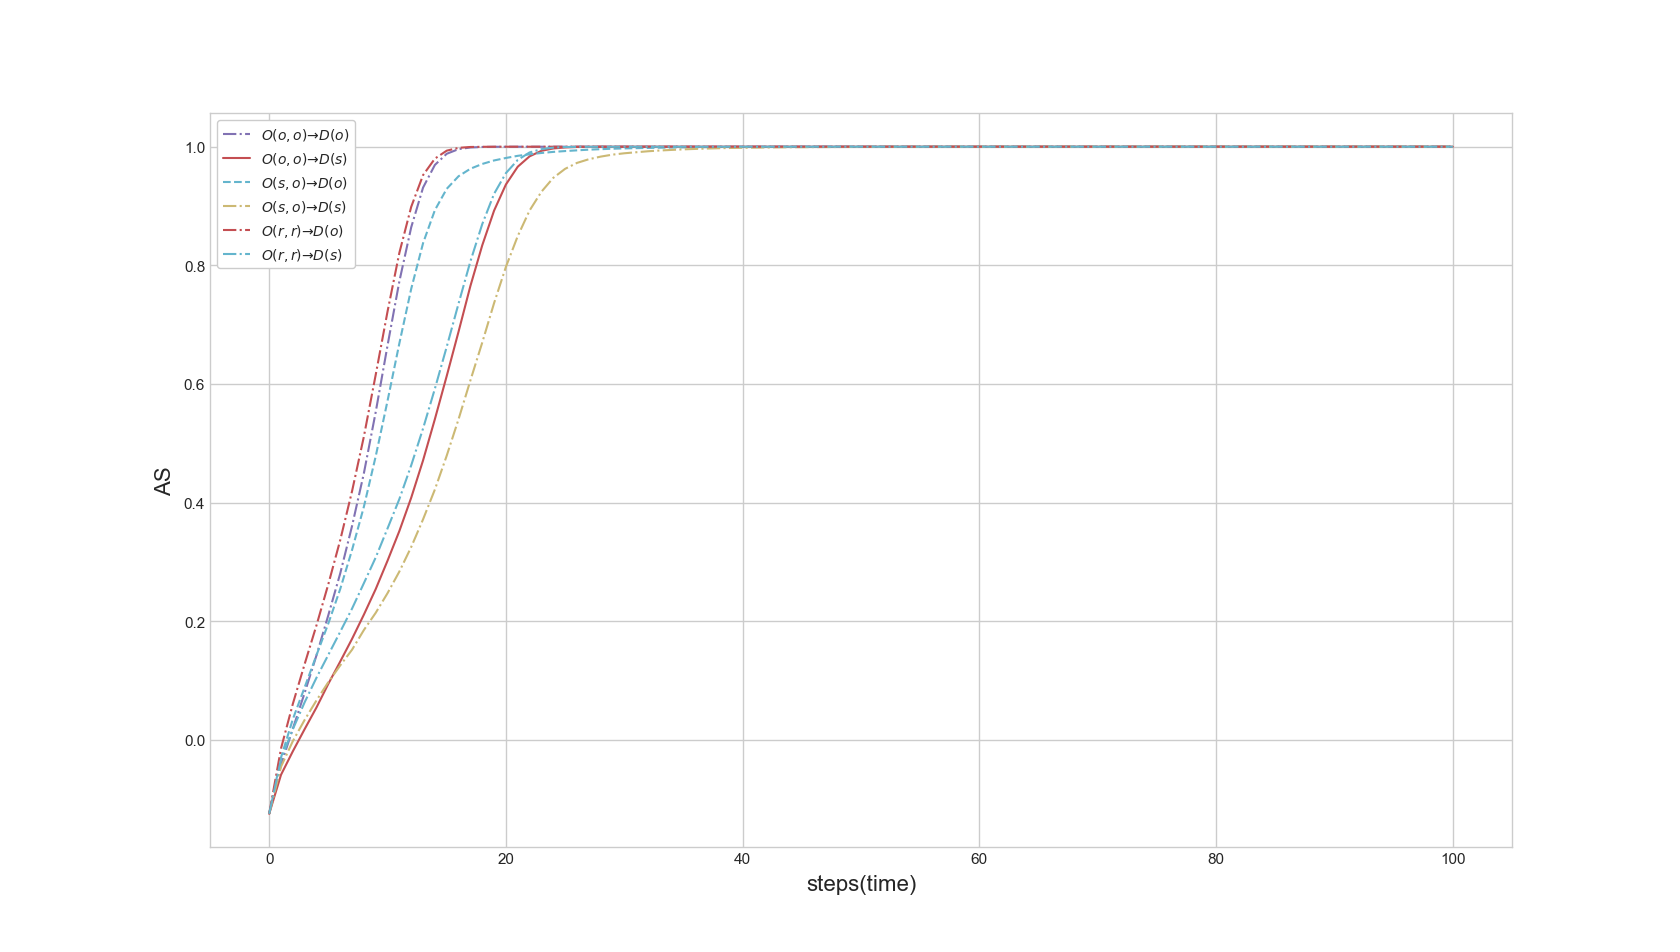 O(o, o)→D(o)
O(o, o)→D(s)
O(s, o)→D(o)
O(s, o)→D(s)
O(r, r)→D(o)
O(r, r)→D(s)
1.0
0.8
0.6
0.4
0.2
0.0
AS
0 20 40 60 80 100
steps(time)